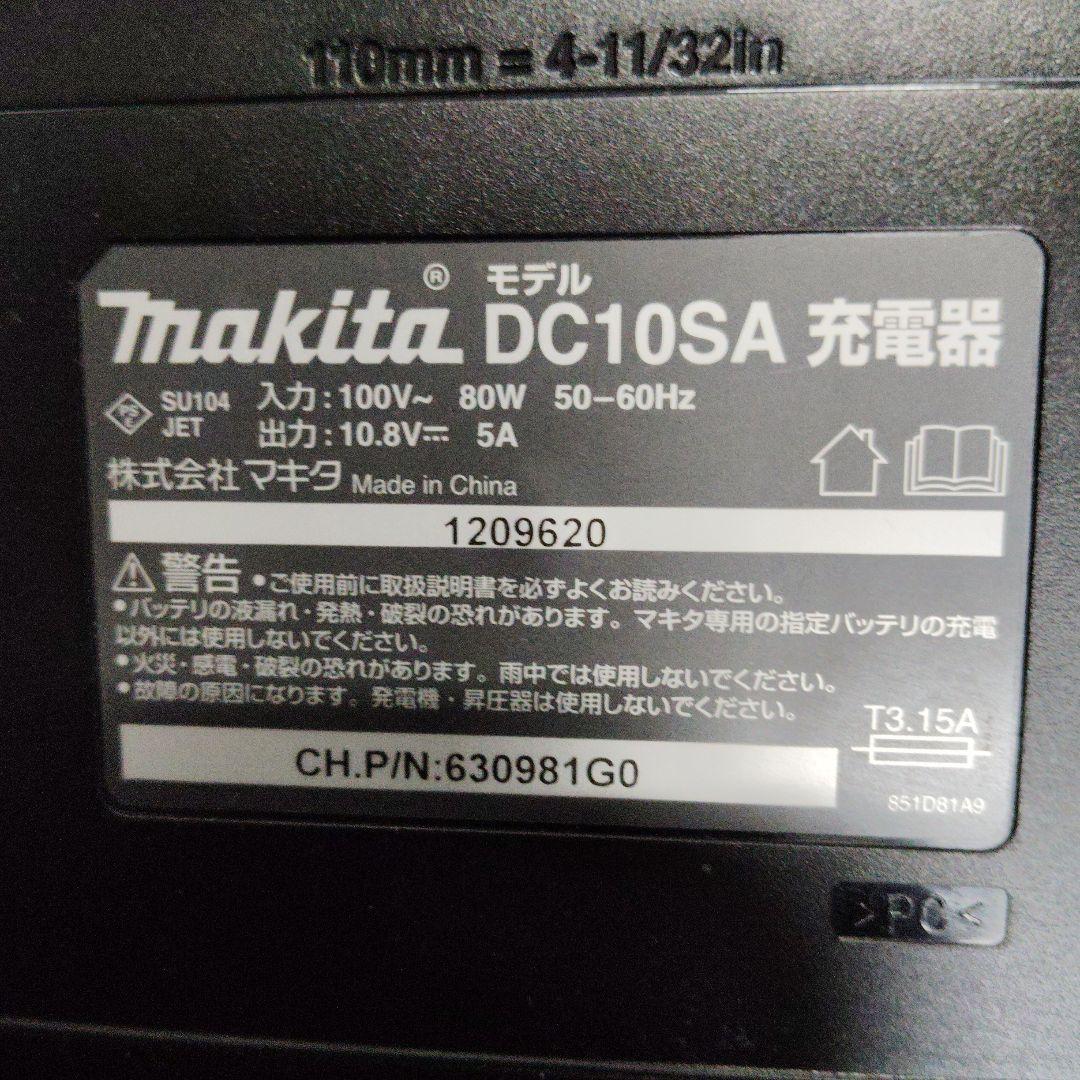 110mm = 4-11/32in
makita® モデル DC10SA 充電器
PS E SU104 JET
入力:100V~ 80W 50-60Hz
出力:10.8V⎓ 5A
株式会社マキタ Made in China
1209620
⚠警告 •ご使用前に取扱説明書を必ずよくお読みください。
•バッテリの液漏れ・発熱・破裂の恐れがあります。マキタ専用の指定バッテリの充電
以外には使用しないでください。
•火災・感電・破裂の恐れがあります。雨中では使用しないでください。
•故障の原因になります。発電機・昇圧器は使用しないでください。
T3.15A
CH.P/N:630981G0
851D81A9
>PC<